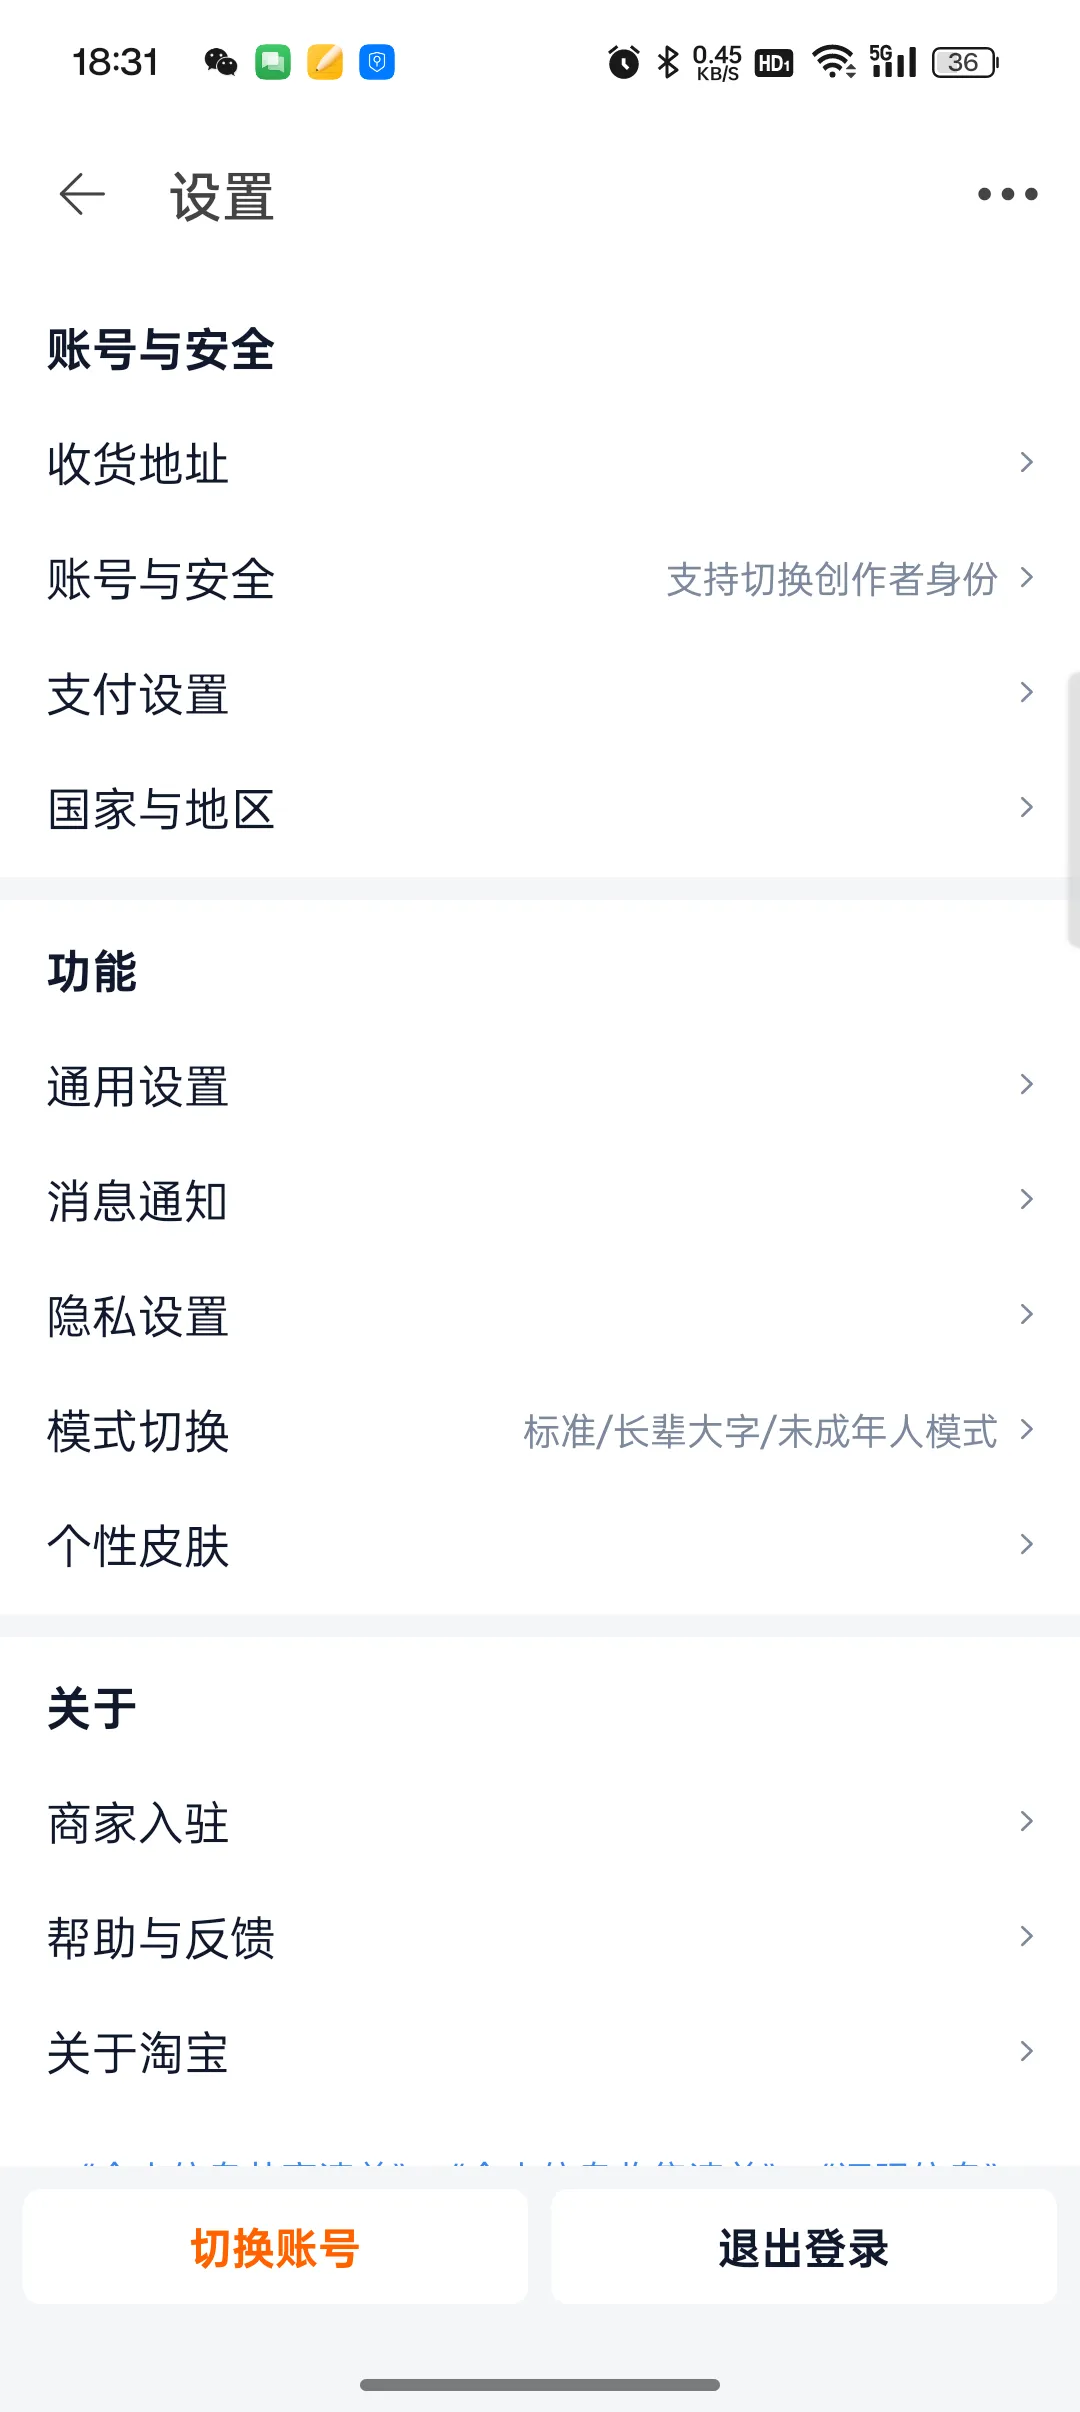 18:31
0.45 KB/S HD1 5G 36
设置
账号与安全
收货地址
账号与安全 支持切换创作者身份
支付设置
国家与地区
功能
通用设置
消息通知
隐私设置
模式切换 标准/长辈大字/未成年人模式
个性皮肤
关于
商家入驻
帮助与反馈
关于淘宝
切换账号 退出登录